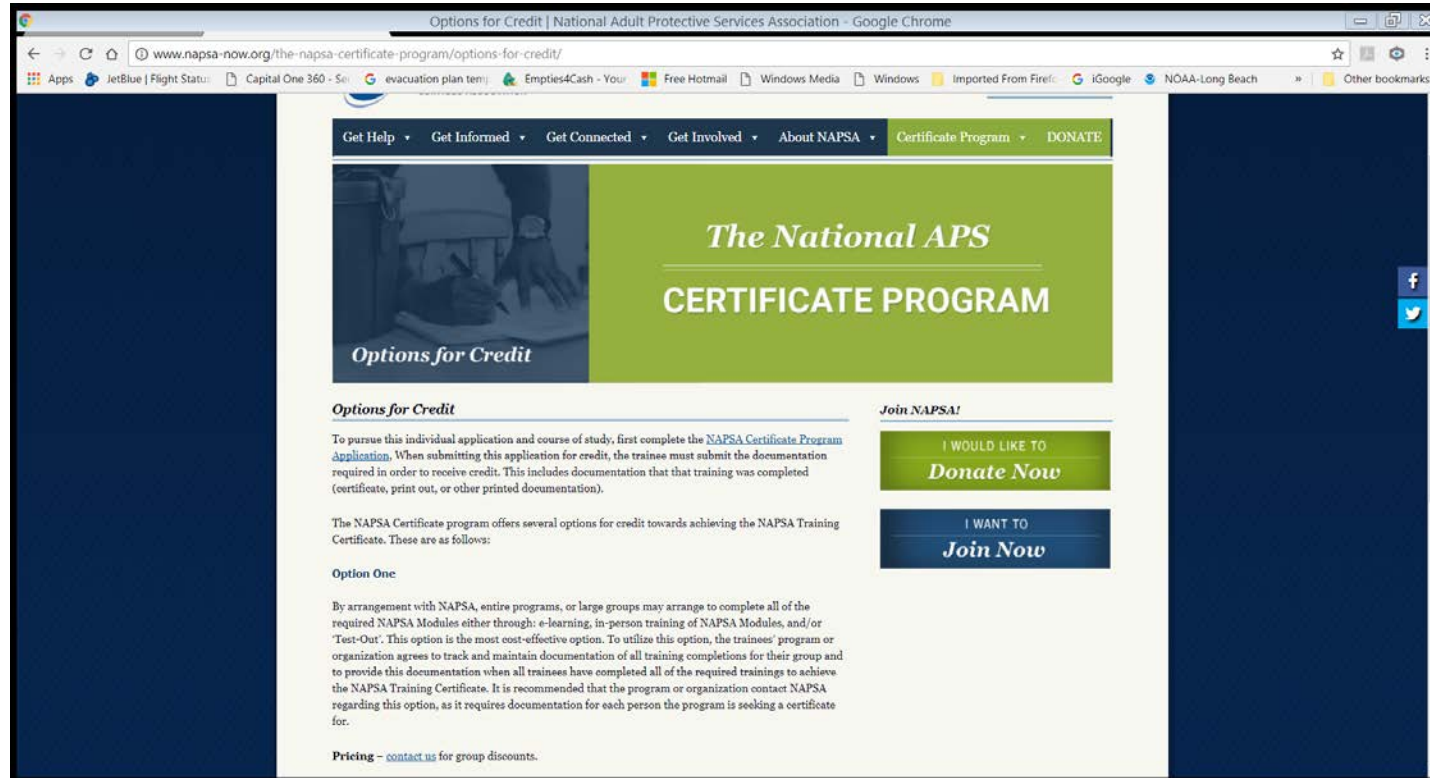 Options for Credit | National Adult Protective Services Association - Google Chrome
www.napsa-now.org/the-napsa-certificate-program/options-for-credit/
Apps JetBlue | Flight Status Capital One 360 - Se evacuation plan temp Empties4Cash - Your Free Hotmail Windows Media Windows Imported From Firefo iGoogle NOAA-Long Beach » Other bookmarks
Get Help Get Informed Get Connected Get Involved About NAPSA Certificate Program DONATE
The National APS
CERTIFICATE PROGRAM
Options for Credit
Options for Credit
To pursue this individual application and course of study, first complete the NAPSA Certificate Program
Application. When submitting this application for credit, the trainee must submit the documentation
required in order to receive credit. This includes documentation that that training was completed
(certificate, print out, or other printed documentation).
The NAPSA Certificate program offers several options for credit towards achieving the NAPSA Training
Certificate. These are as follows:
Option One
By arrangement with NAPSA, entire programs, or large groups may arrange to complete all of the
required NAPSA Modules either through: e-learning, in-person training of NAPSA Modules, and/or
'Test-Out'. This option is the most cost-effective option. To utilize this option, the trainees' program or
organization agrees to track and maintain documentation of all training completions for their group and
to provide this documentation when all trainees have completed all of the required trainings to achieve
the NAPSA Training Certificate. It is recommended that the program or organization contact NAPSA
regarding this option, as it requires documentation for each person the program is seeking a certificate
for.
Pricing – contact us for group discounts.
Join NAPSA!
I WOULD LIKE TO
Donate Now
I WANT TO
Join Now